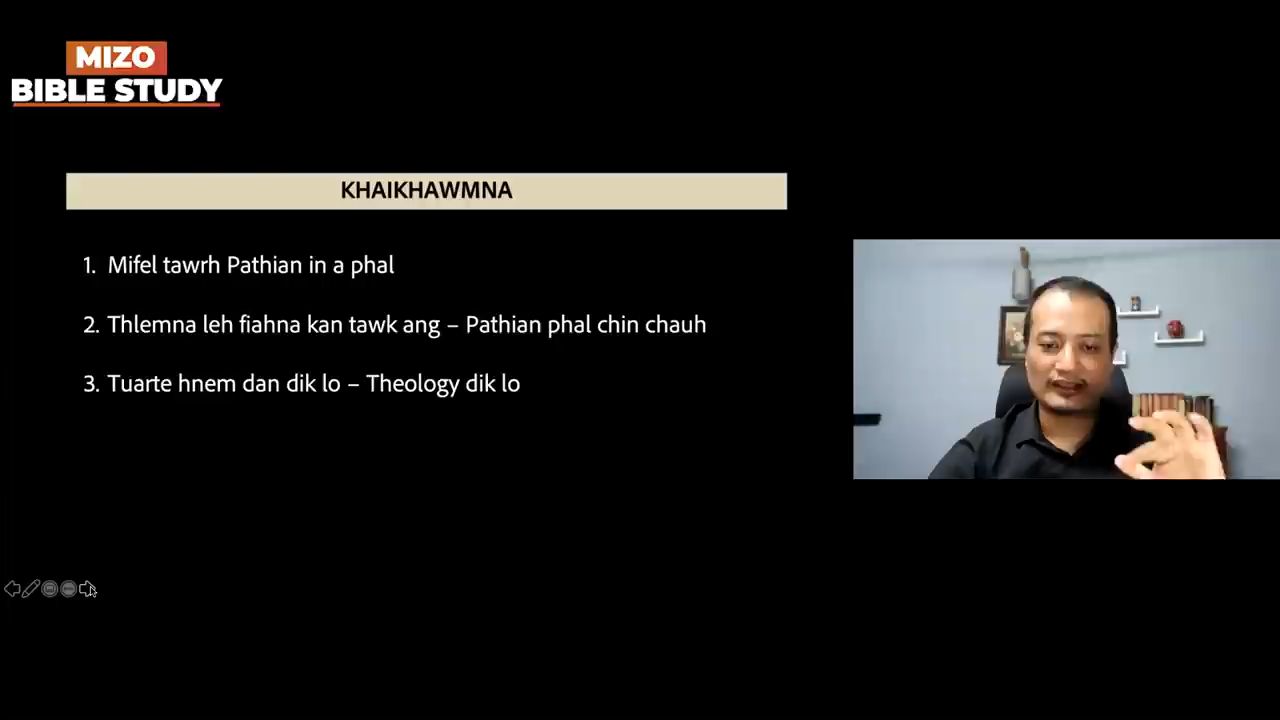 MIZO
BIBLE STUDY
KHAIKHAWMNA
1. Mifel tawrh Pathian in a phal
2. Thlemna leh fiahna kan tawk ang – Pathian phal chin chauh
3. Tuarte hnem dan dik lo – Theology dik lo